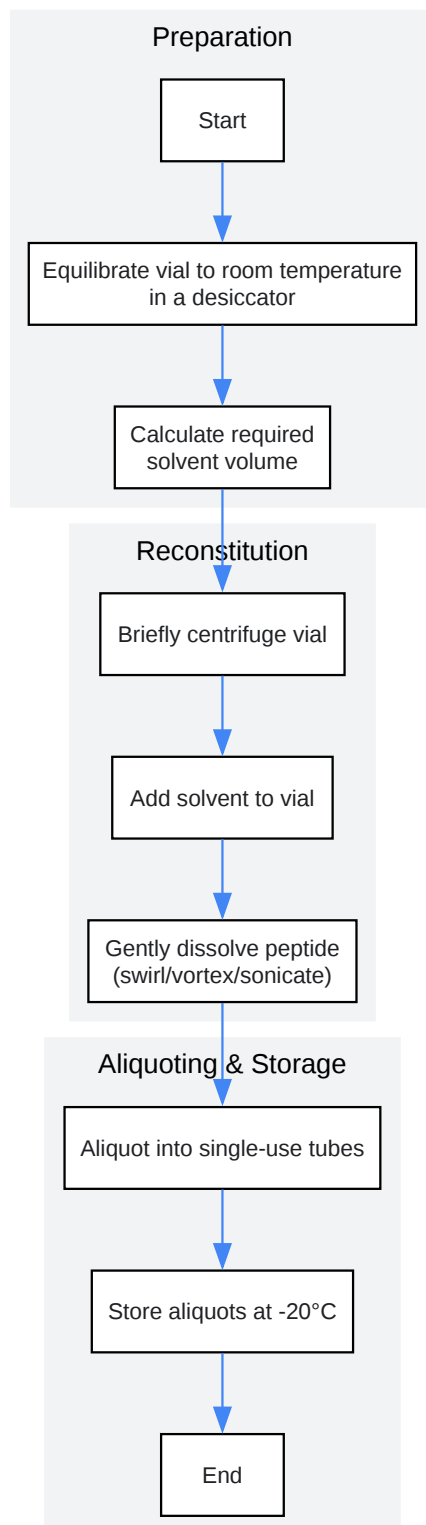 Preparation
Start
Equilibrate vial to room temperature
in a desiccator
Calculate required
solvent volume
Reconstitution
Briefly centrifuge vial
Add solvent to vial
Gently dissolve peptide
(swirl/vortex/sonicate)
Aliquoting & Storage
Aliquot into single-use tubes
Store aliquots at -20°C
End